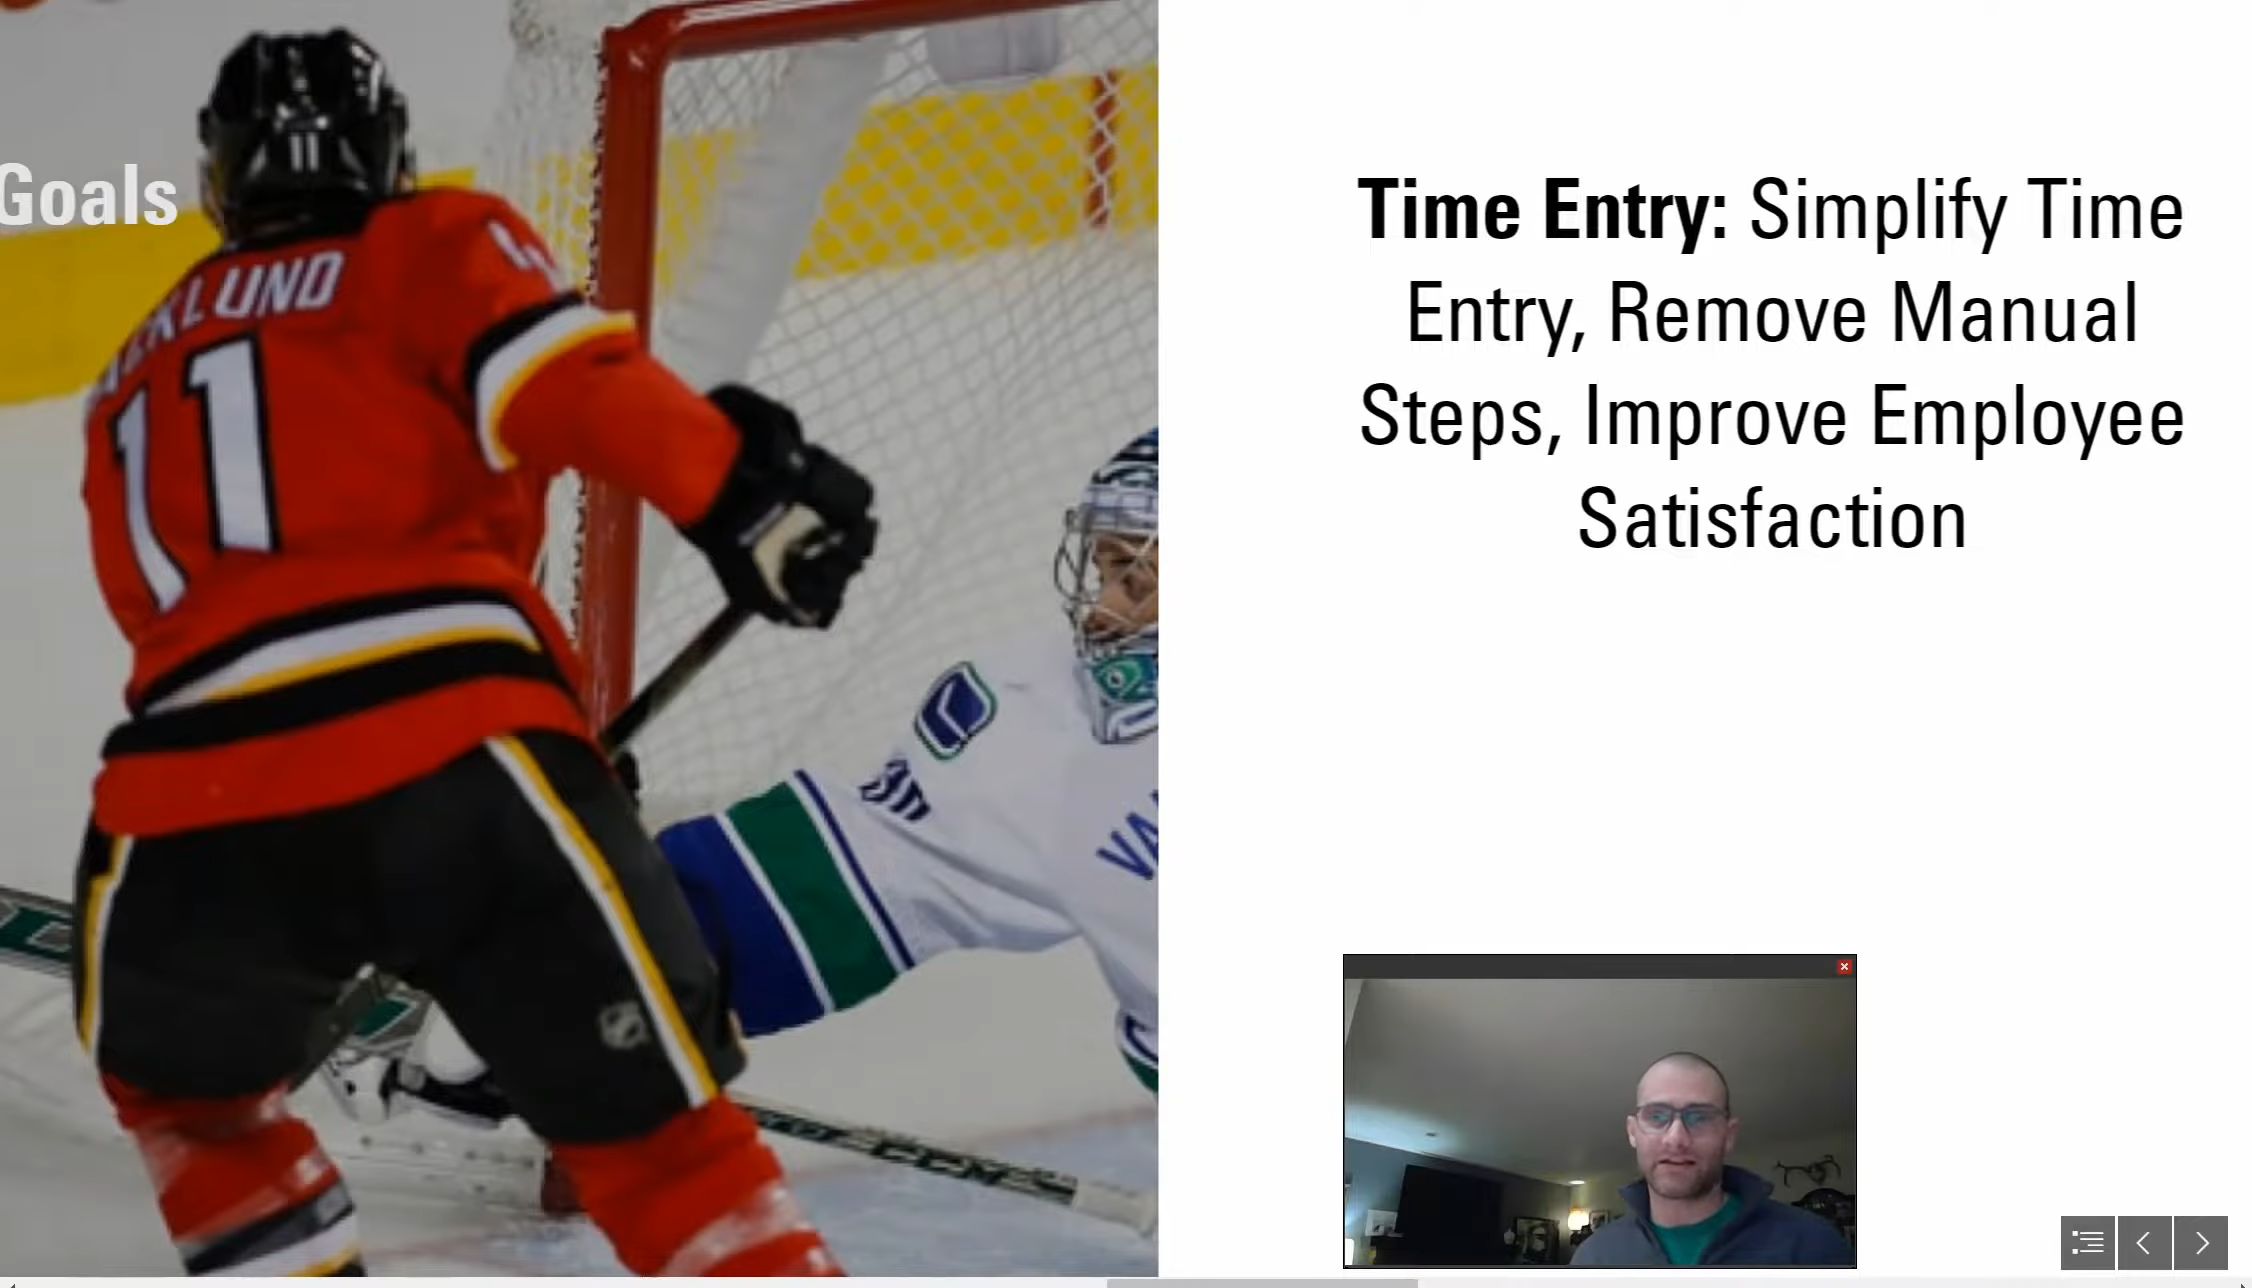 Goals
11
11
Time Entry: Simplify Time
Entry, Remove Manual
Steps, Improve Employee
Satisfaction